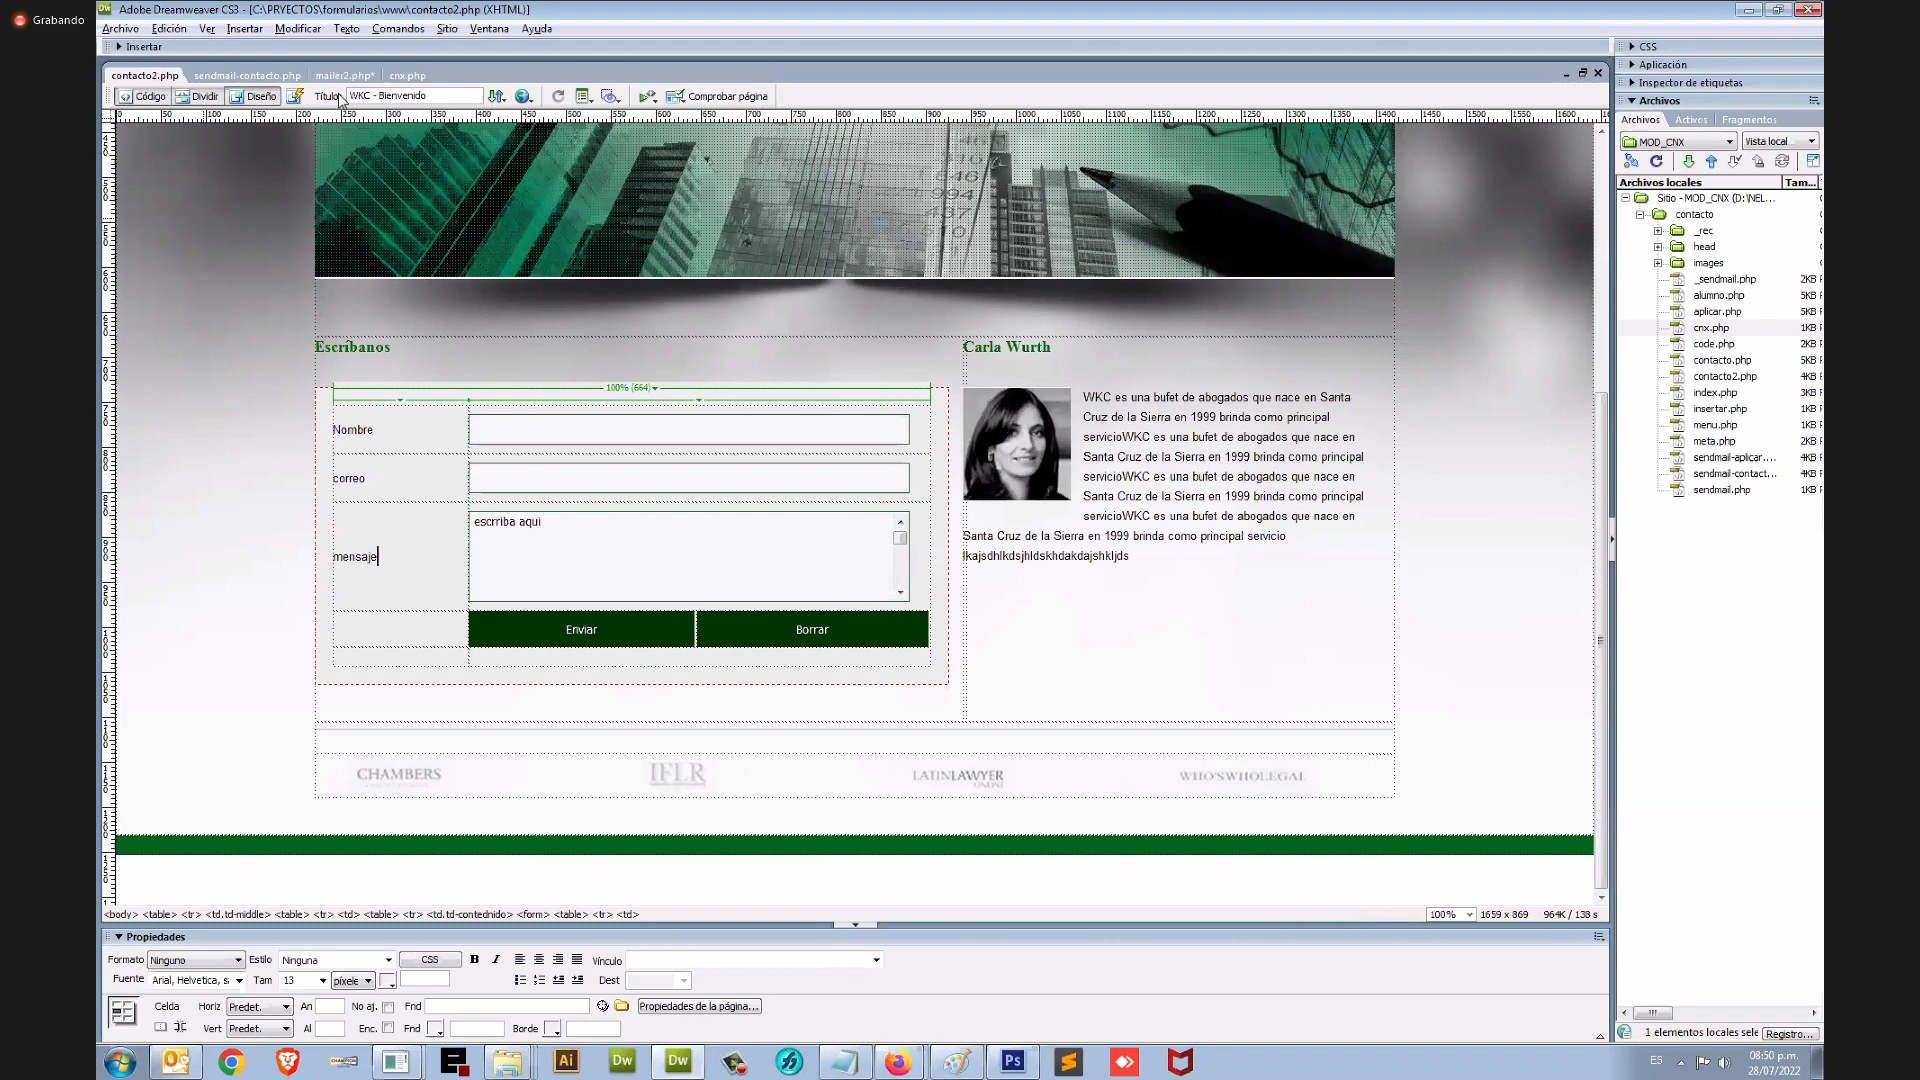 Grabando
Adobe Dreamweaver CS3 - [C:\PRYECTOS\formularios\www\contacto2.php (XHTML)]
Archivo Edición Ver Insertar Modificar Texto Comandos Sitio Ventana Ayuda
Insertar
contacto2.php sendmail-contacto.php mailer2.php* cnx.php
Código Dividir Diseño Título: WKC - Bienvenido Comprobar página
Escríbanos
100% (664)
Nombre
correo
mensaje
escrriba aqui
Enviar Borrar
Carla Wurth
WKC es una bufet de abogados que nace en Santa
Cruz de la Sierra en 1999 brinda como principal
servicioWKC es una bufet de abogados que nace en
Santa Cruz de la Sierra en 1999 brinda como principal
servicioWKC es una bufet de abogados que nace en
Santa Cruz de la Sierra en 1999 brinda como principal
servicioWKC es una bufet de abogados que nace en
Santa Cruz de la Sierra en 1999 brinda como principal servicio
lkajsdhlkdsjhldskhdakdajshkljds
CHAMBERS IFLR LATINLAWYER WHO'SWHOLEGAL
ONLINE
<body> <table> <tr> <td.td-middle> <table> <tr> <td> <table> <tr> <td.td-contednido> <form> <table> <tr> <td>
100% 1659 x 869 964K / 138 s
Propiedades
Formato Ninguno Estilo Ninguna CSS B I Vínculo
Fuente Arial, Helvetica, s Tam 13 píxele Dest
Celda Horiz Predet. An No aj. Fnd Propiedades de la página...
Vert Predet. Al Enc. Fnd Borde
CSS
Aplicación
Inspector de etiquetas
Archivos
Archivos Activos Fragmentos
MOD_CNX Vista local
Archivos locales Tam...
Sitio - MOD_CNX (D:\NEL...
contacto
_rec
head
images
_sendmail.php 2KB
alumno.php 5KB
aplicar.php 5KB
cnx.php 1KB
code.php 2KB
contacto.php 5KB
contacto2.php 4KB
index.php 3KB
insertar.php 1KB
menu.php 1KB
meta.php 2KB
sendmail-aplicar.... 4KB
sendmail-contact... 4KB
sendmail.php 1KB
1 elementos locales sele Registro...
ES 08:50 p.m.
28/07/2022